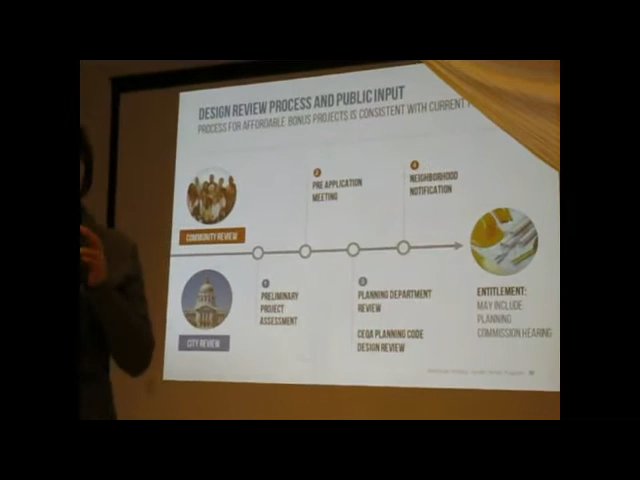 DESIGN REVIEW PROCESS AND PUBLIC INPUT
PROCESS FOR AFFORDABLE BONUS PROJECTS IS CONSISTENT WITH CURRENT
COMMUNITY REVIEW
2
PRE APPLICATION
MEETING
4
NEIGHBORHOOD
NOTIFICATION
CITY REVIEW
1
PRELIMINARY
PROJECT
ASSESSMENT
3
PLANNING DEPARTMENT
REVIEW
CEQA PLANNING CODE
DESIGN REVIEW
ENTITLEMENT:
MAY INCLUDE
PLANNING
COMMISSION HEARING